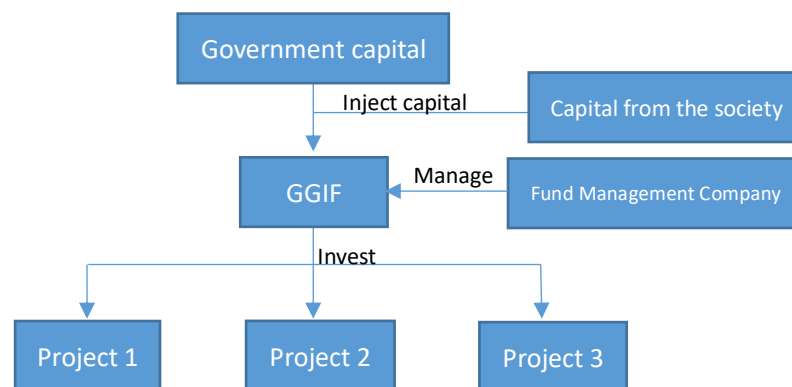 Government capital
Inject capital
Capital from the society
GGIF
Manage
Fund Management Company
Invest
Project 1
Project 2
Project 3